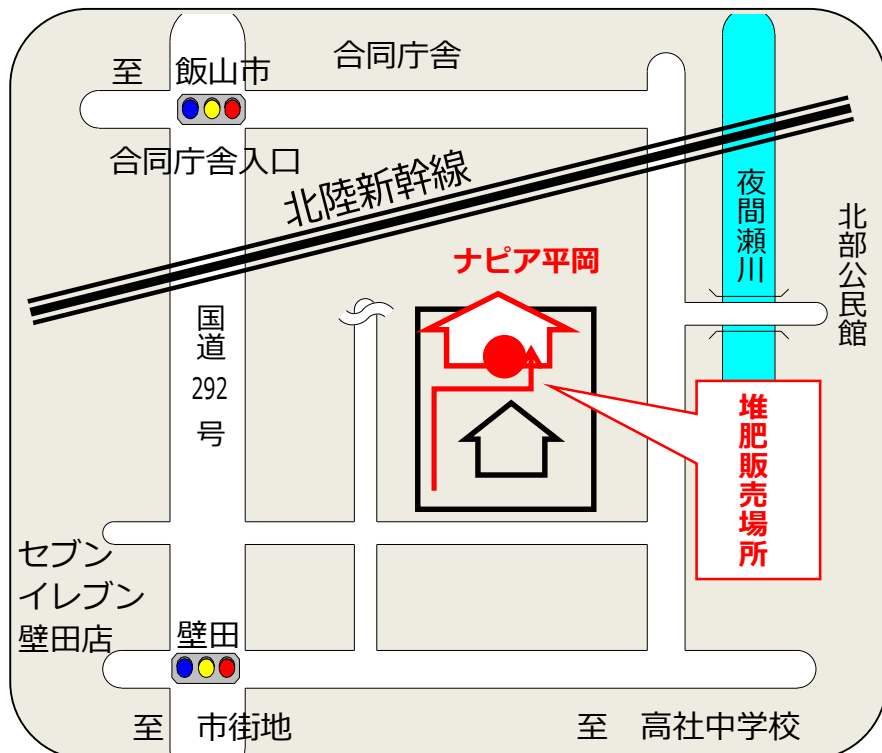 合同庁舎
至 飯山市
合同庁舎入口
北陸新幹線
夜間瀬川
北部公民館
ナピア平岡
国道292号
堆肥販売場所
セブン
イレブン
壁田店
壁田
至 市街地
至 高社中学校